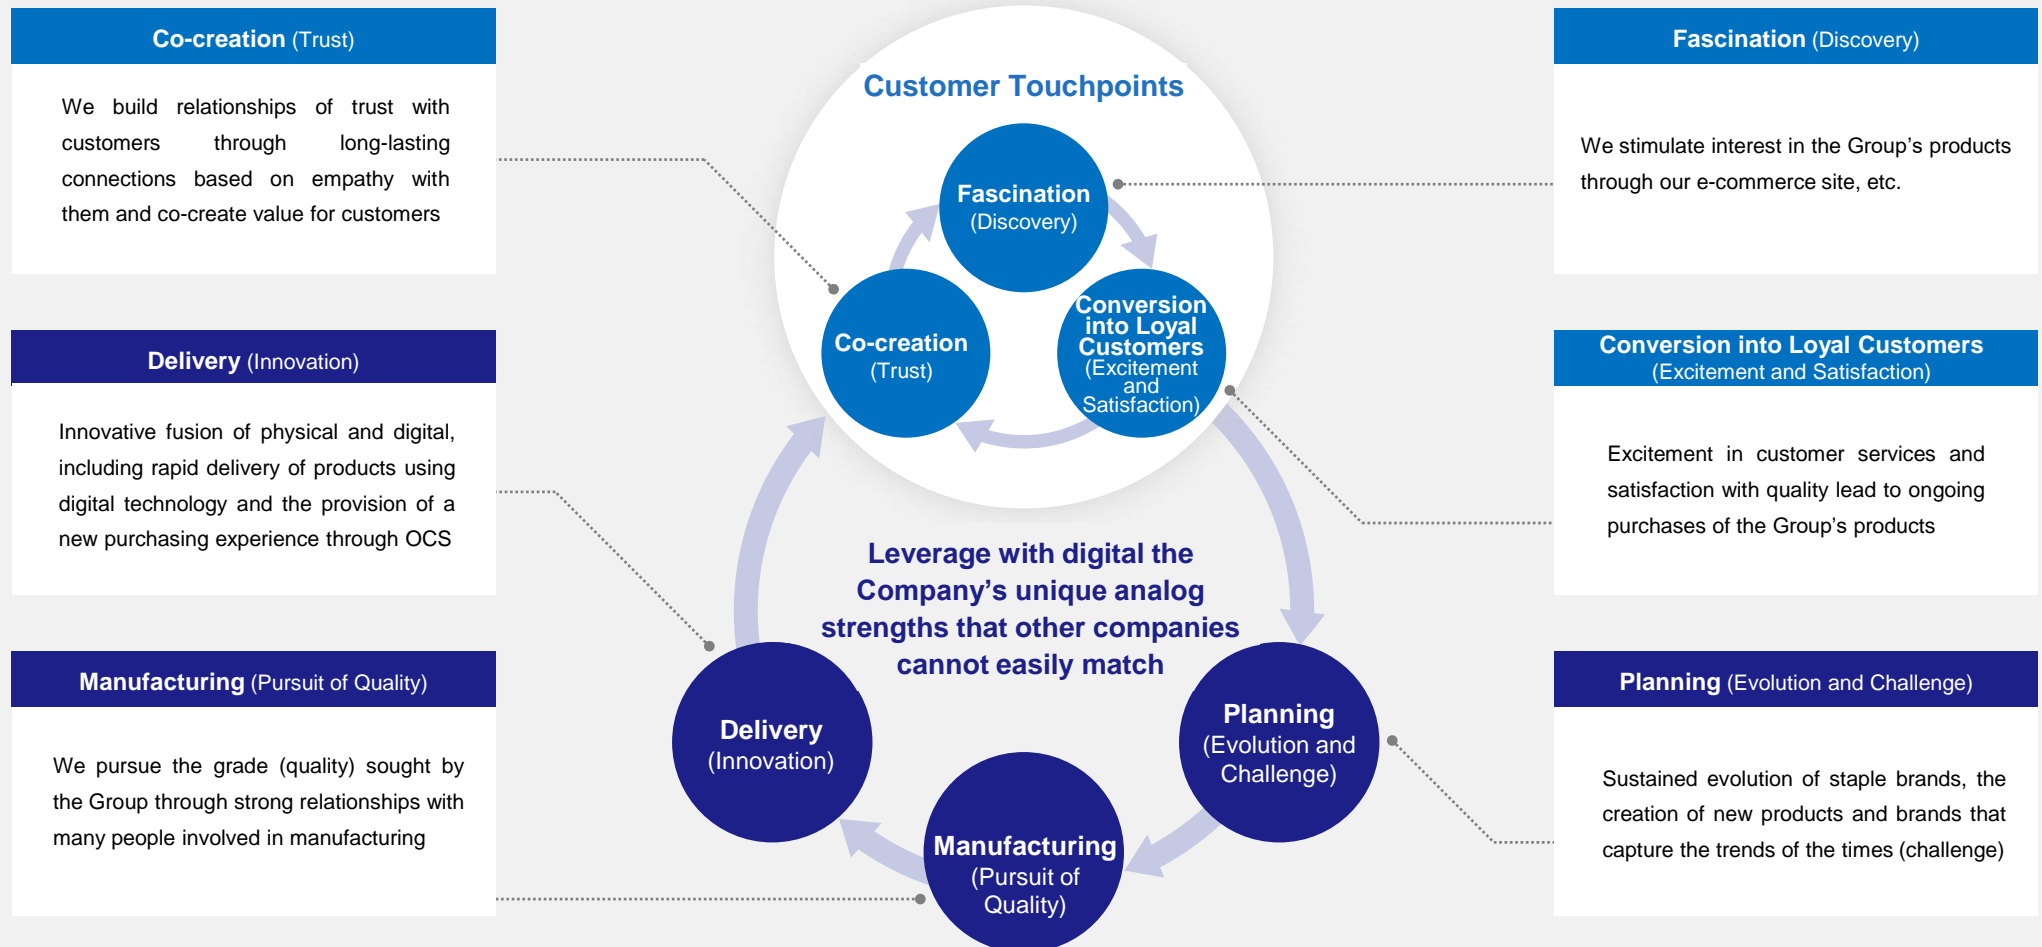 Co-creation (Trust)
We build relationships of trust with
customers through long-lasting
connections based on empathy with
them and co-create value for customers
Delivery (Innovation)
Innovative fusion of physical and digital,
including rapid delivery of products using
digital technology and the provision of a
new purchasing experience through OCS
Manufacturing (Pursuit of Quality)
We pursue the grade (quality) sought by
the Group through strong relationships with
many people involved in manufacturing
Customer Touchpoints
Fascination
(Discovery)
Conversion
into Loyal
Customers
(Excitement
and
Satisfaction)
Co-creation
(Trust)
Leverage with digital the
Company’s unique analog
strengths that other companies
cannot easily match
Planning
(Evolution and
Challenge)
Manufacturing
(Pursuit of
Quality)
Delivery
(Innovation)
Fascination (Discovery)
We stimulate interest in the Group’s products
through our e-commerce site, etc.
Conversion into Loyal Customers
(Excitement and Satisfaction)
Excitement in customer services and
satisfaction with quality lead to ongoing
purchases of the Group’s products
Planning (Evolution and Challenge)
Sustained evolution of staple brands, the
creation of new products and brands that
capture the trends of the times (challenge)